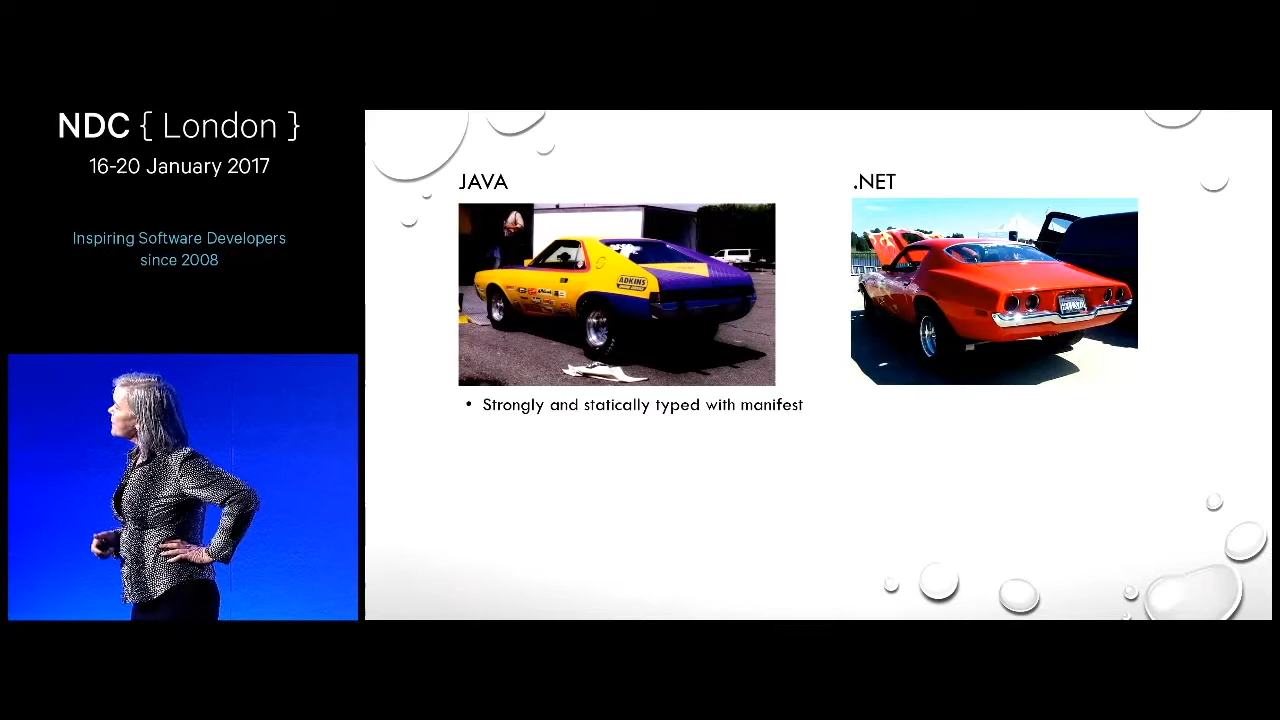 NDC { London }
16-20 January 2017
Inspiring Software Developers
since 2008
JAVA
.NET
ADKINS
• Strongly and statically typed with manifest